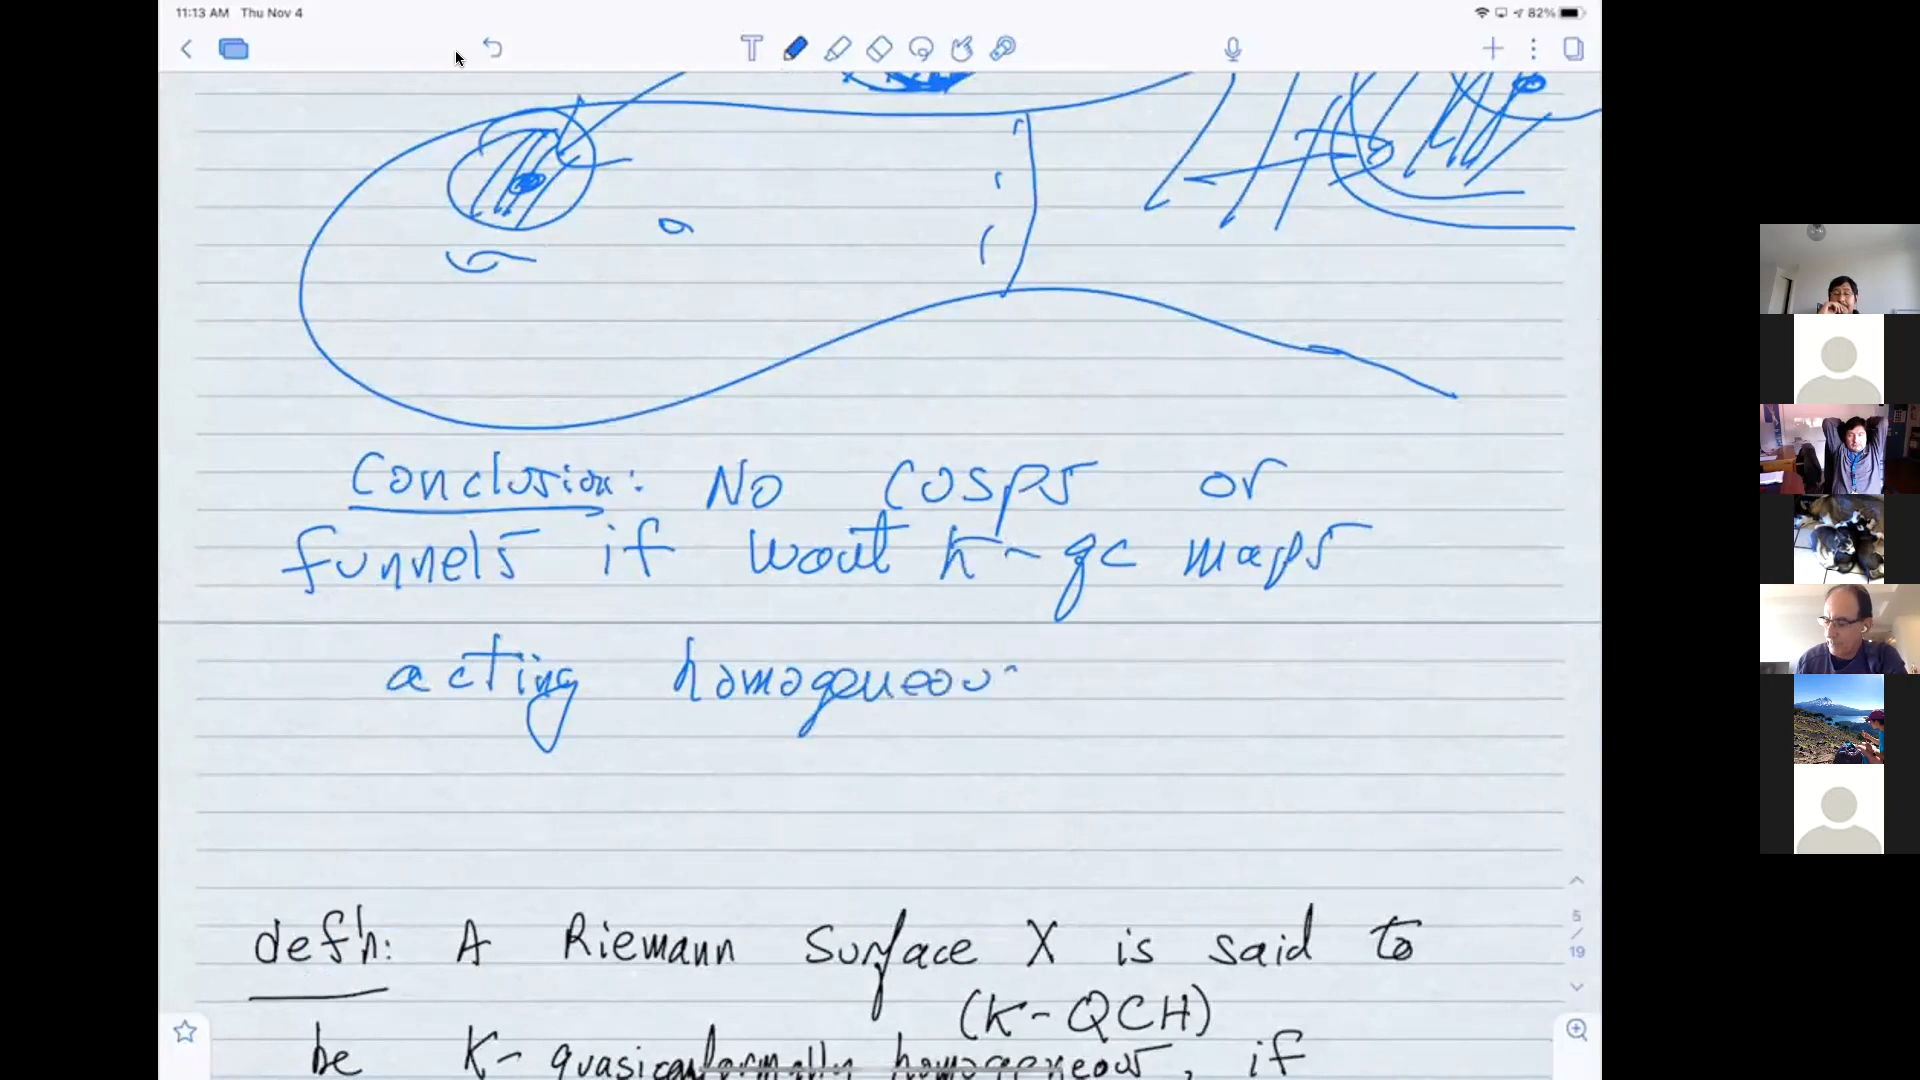 11:13 AM Thu Nov 4
82%
T
Conclusion: No cusps or
funnels if want K-qc maps
acting homogeneous
5
/
19
defn: A Riemann Surface X is said to
(K-QCH)
be K-quasiconformally homogeneous, if